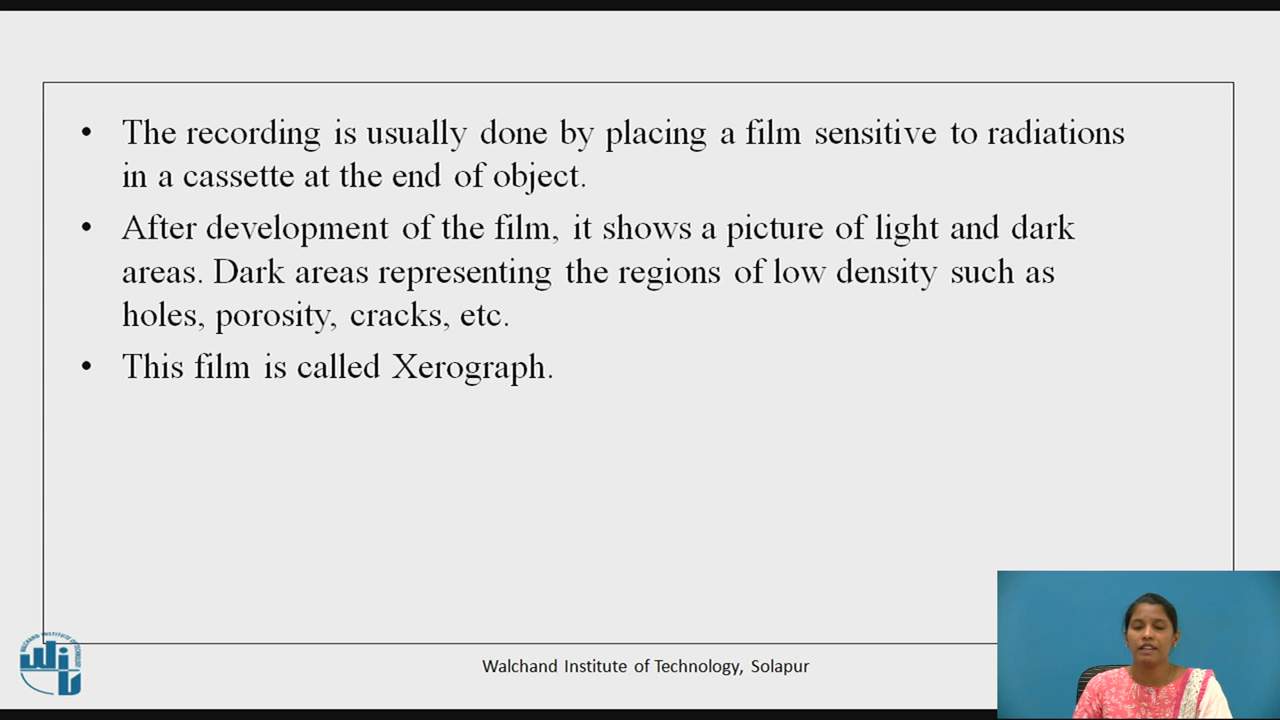 • The recording is usually done by placing a film sensitive to radiations
in a cassette at the end of object.
• After development of the film, it shows a picture of light and dark
areas. Dark areas representing the regions of low density such as
holes, porosity, cracks, etc.
• This film is called Xerograph.
Walchand Institute of Technology, Solapur